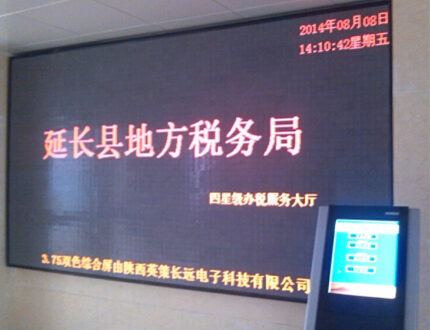 2014年08月08日
14:10:42星期五
延长县地方税务局
四星级办税服务大厅
3.75双色综合屏由陕西英策长远电子科技有限公司